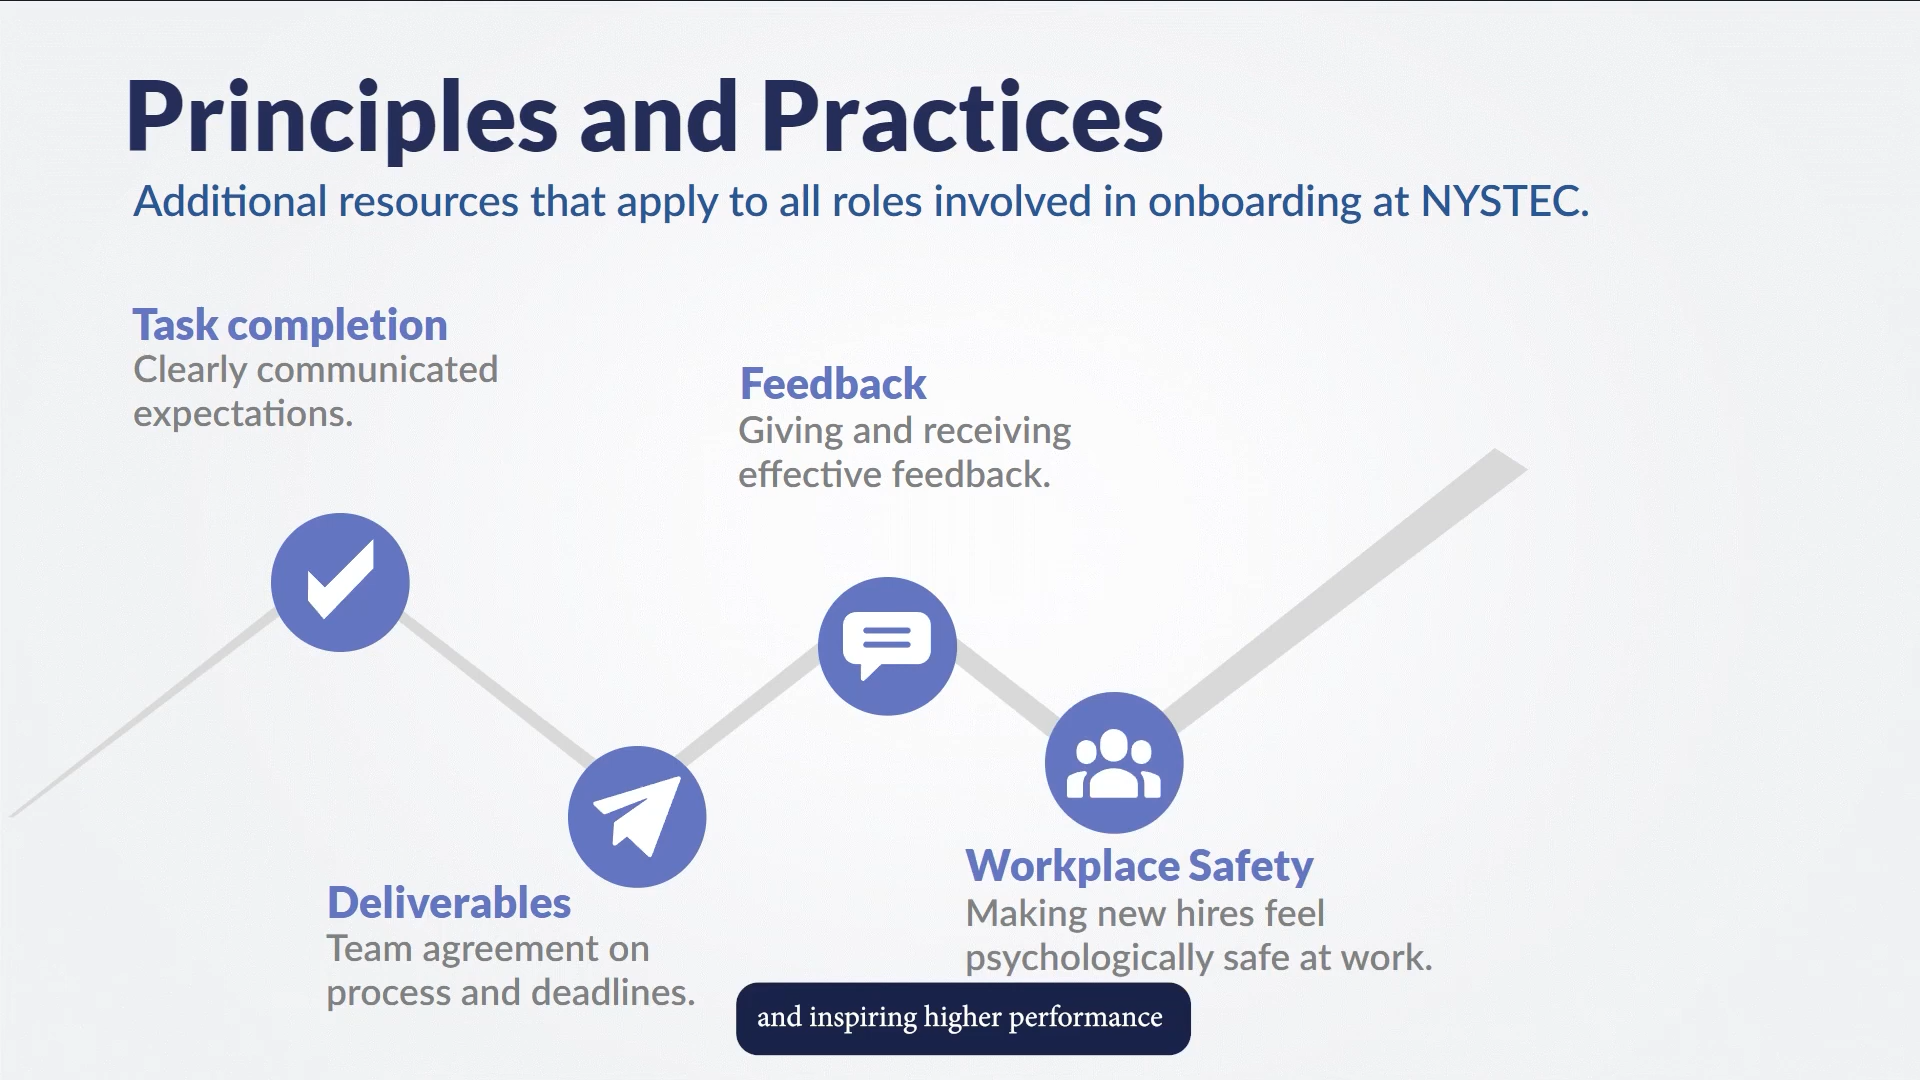 Principles and Practices
Additional resources that apply to all roles involved in onboarding at NYSTEC.
Task completion
Clearly communicated
expectations.
Feedback
Giving and receiving
effective feedback.
Deliverables
Team agreement on
process and deadlines.
Workplace Safety
Making new hires feel
psychologically safe at work.
and inspiring higher performance